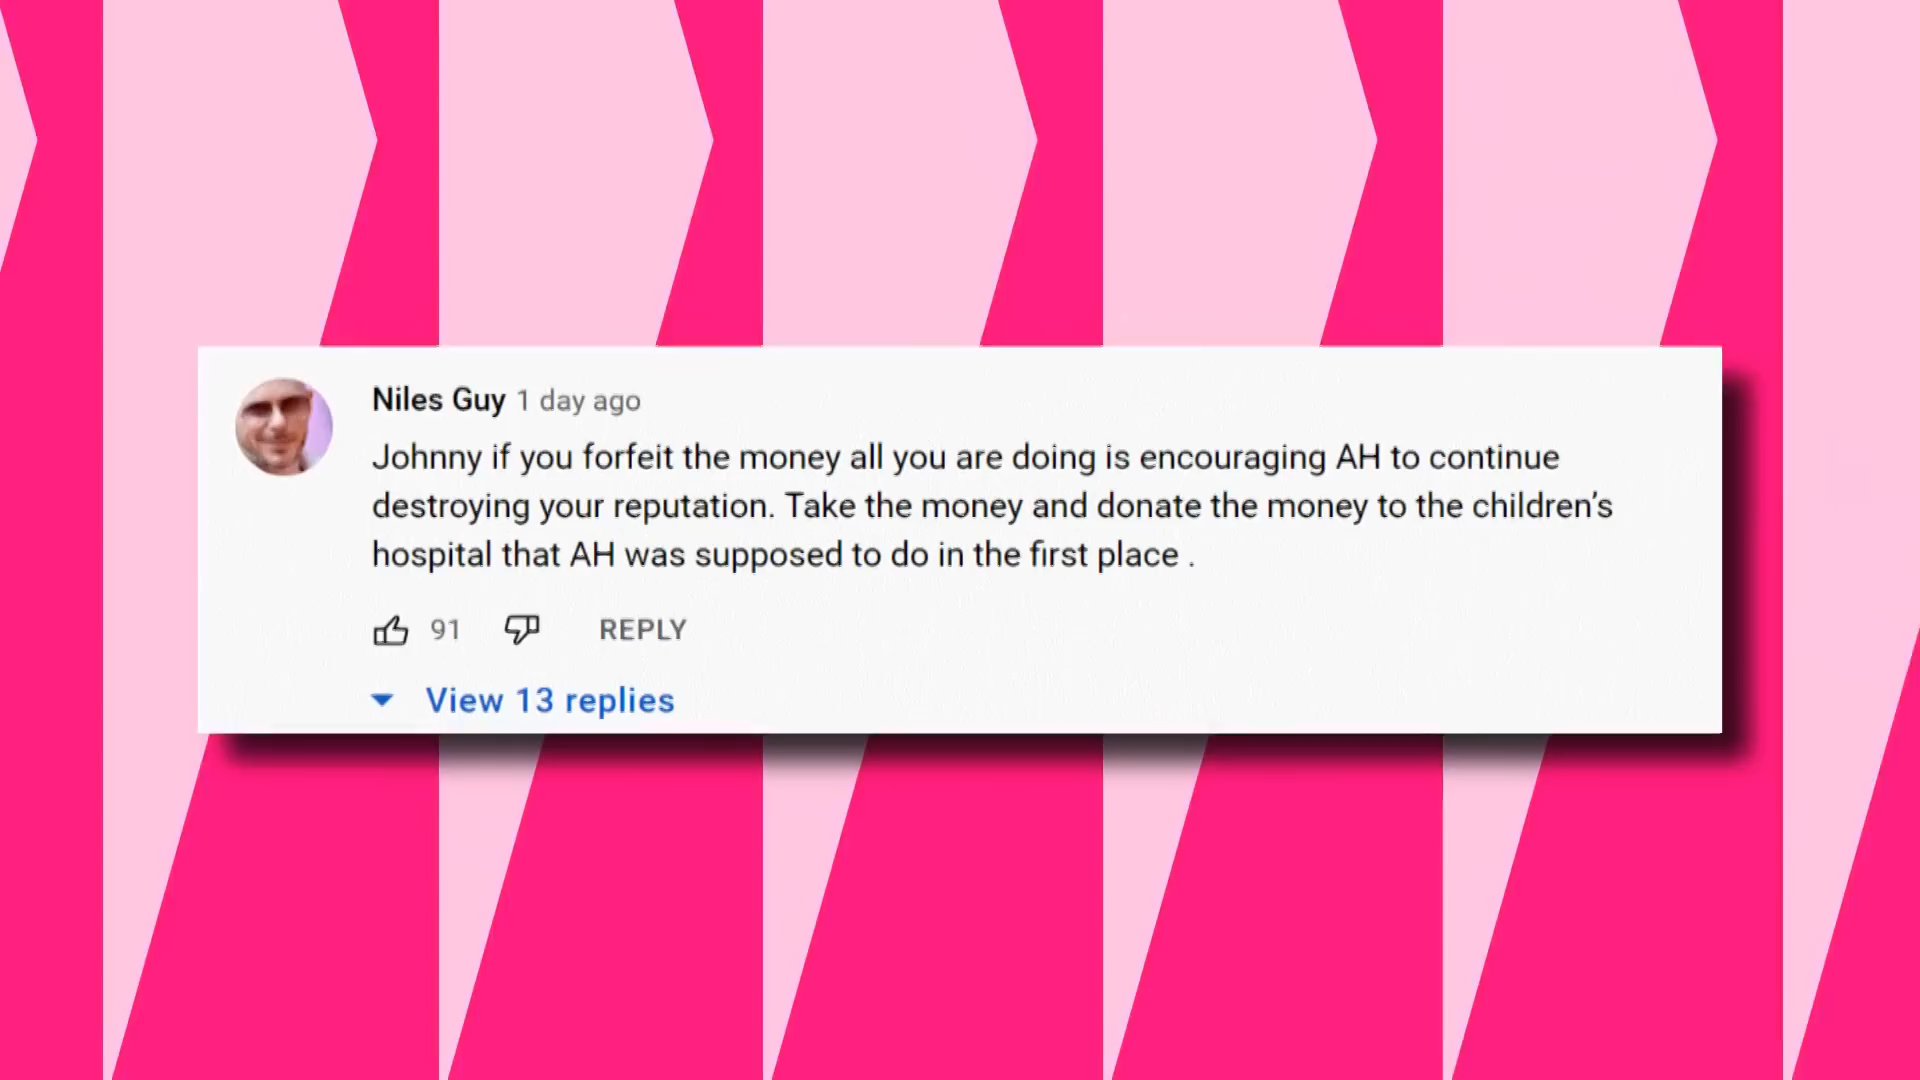 Niles Guy 1 day ago
Johnny if you forfeit the money all you are doing is encouraging AH to continue
destroying your reputation. Take the money and donate the money to the children’s
hospital that AH was supposed to do in the first place .
91 REPLY
View 13 replies